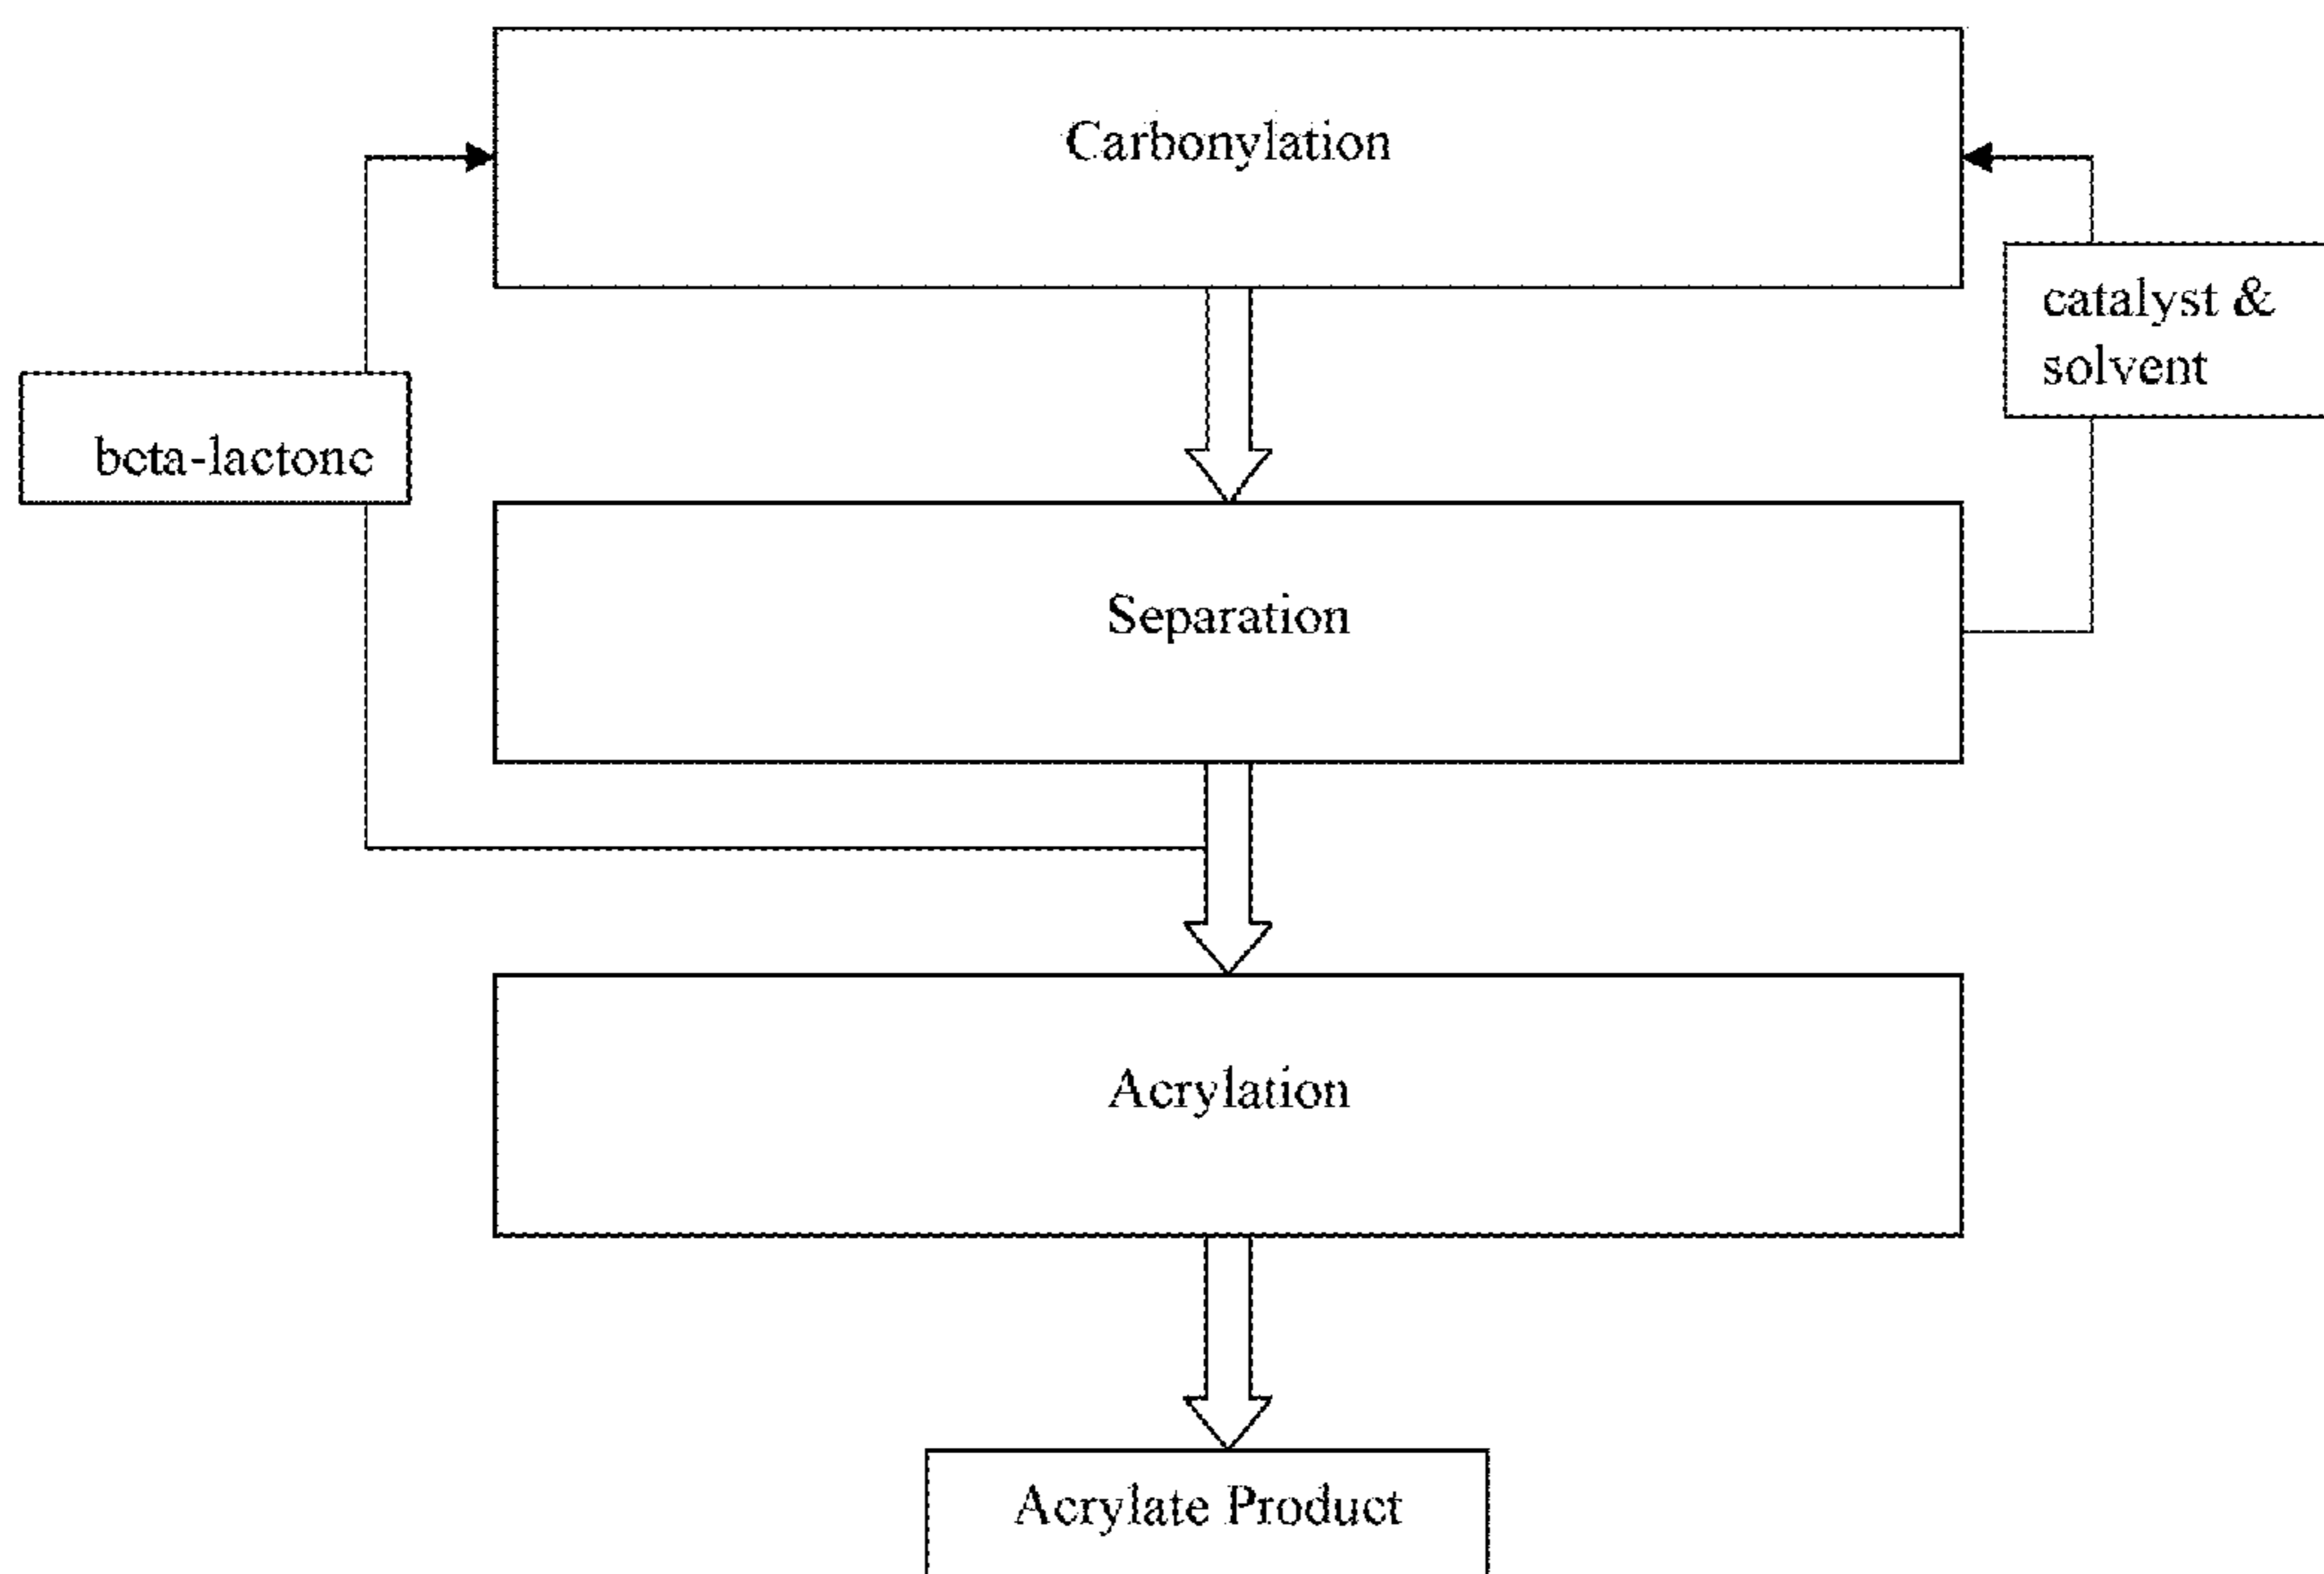 Carbonylation
catalyst &
solvent
beta-lactone
Separation
Acrylation
Acrylate Product